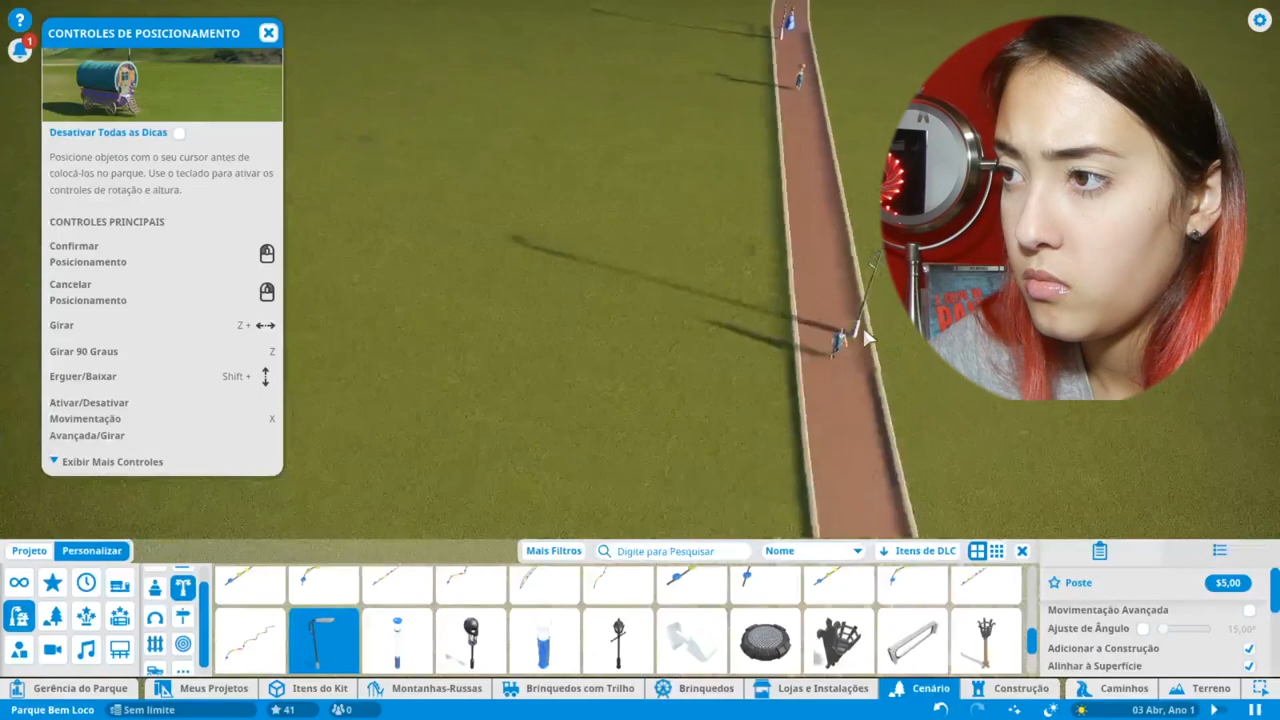 ?
1
CONTROLES DE POSICIONAMENTO
Desativar Todas as Dicas
Posicione objetos com o seu cursor antes de
colocá-los no parque. Use o teclado para ativar os
controles de rotação e altura.
CONTROLES PRINCIPAIS
Confirmar
Posicionamento
Cancelar
Posicionamento
Girar Z +
Girar 90 Graus Z
Erguer/Baixar Shift +
Ativar/Desativar
Movimentação X
Avançada/Girar
Exibir Mais Controles
Projeto Personalizar Mais Filtros Digite para Pesquisar Nome Itens de DLC
Poste $5,00
Movimentação Avançada
Ajuste de Ângulo 15,00°
Adicionar a Construção
Alinhar à Superfície
Gerência do Parque Meus Projetos Itens do Kit Montanhas-Russas Brinquedos com Trilho Brinquedos Lojas e Instalações Cenário Construção Caminhos Terreno
Parque Bem Loco Sem limite 41 0 03 Abr, Ano 1